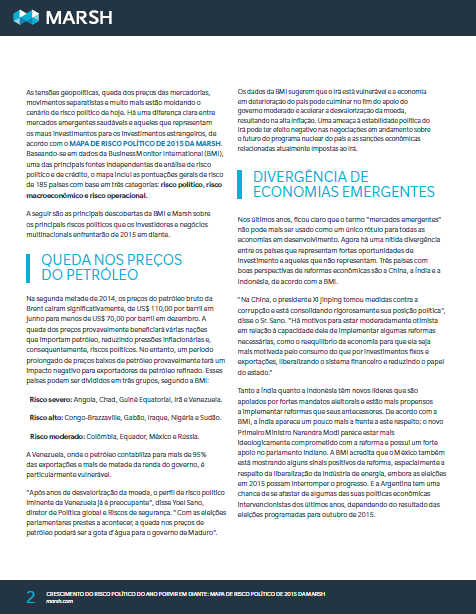 MARSH
As tensões geopolíticas, queda dos preços das mercadorias,
movimentos separatistas e muito mais estão moldando o
cenário de risco político de hoje. Há uma diferença clara entre
mercados emergentes saudáveis e aqueles que representam
os maus investimentos para os investimentos estrangeiros, de
acordo com o MAPA DE RISCO POLÍTICO DE 2015 DA MARSH.
Baseando-se em dados da Business Monitor International (BMI),
uma das principais fontes independentes de análise de risco
político e de crédito, o mapa inclui as pontuações gerais de risco
de 185 países com base em três categorias: risco político, risco
macroeconômico e risco operacional.
A seguir são as principais descobertas da BMI e Marsh sobre
os principais riscos políticos que os investidores e negócios
multinacionais enfrentarão de 2015 em diante.
QUEDA NOS PREÇOS
DO PETRÓLEO
Na segunda metade de 2014, os preços do petróleo bruto da
Brent caíram significativamente, de US$ 110,00 por barril em
junho para menos de US$ 70,00 por barril em dezembro. A
queda dos preços provavelmente beneficiará várias nações
que importam petróleo, reduzindo pressões inflacionárias e,
consequentemente, riscos políticos. No entanto, um período
prolongado de preços baixos de petróleo provavelmente terá um
impacto negativo para exportadores de petróleo refinado. Esses
países podem ser divididos em três grupos, segundo a BMI:
Risco severo: Angola, Chad, Guiné Equatorial, Irã e Venezuela.
Risco alto: Congo-Brazzaville, Gabão, Iraque, Nigéria e Sudão.
Risco moderado: Colômbia, Equador, México e Rússia.
A Venezuela, onde o petróleo contabiliza para mais de 95%
das exportações e mais de metade da renda do governo, é
particularmente vulnerável.
"Após anos de desvalorização da moeda, o perfil de risco político
iminente da Venezuela já é preocupante", disse Yoel Sano,
diretor de Política global e Riscos de segurança. "Com as eleições
parlamentares prestes a acontecer, a queda nos preços de
petróleo poderá ser a gota d'água para o governo de Maduro".
Os dados da BMI sugerem que o Irã está vulnerável e a economia
em deterioração do país pode culminar no fim do apoio do
governo moderado e acelerar a desvalorização da moeda,
resultando na alta inflação. Uma ameaça à estabilidade política do
Irã pode ter efeito negativo nas negociações em andamento sobre
o futuro do programa nuclear do país e as sanções econômicas
relacionadas atualmente impostas ao Irã.
DIVERGÊNCIA DE
ECONOMIAS EMERGENTES
Nos últimos anos, ficou claro que o termo "mercados emergentes"
não pode mais ser usado como um único rótulo para todas as
economias em desenvolvimento. Agora há uma nítida divergência
entre os países que representam fortes oportunidades de
investimento e aqueles que não representam. Três países com
boas perspectivas de reformas econômicas são a China, a Índia e a
Indonésia, de acordo com a BMI.
"Na China, o presidente Xi Jinping tomou medidas contra a
corrupção e está consolidando rigorosamente sua posição política",
disse o Sr. Sano. "Há motivos para estar moderadamente otimista
em relação à capacidade dele de implementar algumas reformas
necessárias, como o reequilíbrio da economia para que ela seja
mais motivada pelo consumo do que por investimentos fixos e
exportações, liberalizando o sistema financeiro e reduzindo o papel
do estado."
Tanto a Índia quanto a Indonésia têm novos líderes que são
apoiados por fortes mandatos eleitorais e estão mais propensos
a implementar reformas que seus antecessores. De acordo com a
BMI, a Índia aparece um pouco mais a frente a este respeito; o novo
Primeiro Ministro Narendra Modi parece estar mais
ideologicamente comprometido com a reforma e possui um forte
apoio no parlamento indiano. A BMI acredita que o México também
está mostrando alguns sinais positivos de reforma, especialmente a
respeito da liberalização da indústria de energia, embora as eleições
em 2015 possam interromper o progresso. E a Argentina tem uma
chance de se afastar de algumas das suas políticas econômicas
intervencionistas dos últimos anos, dependendo do resultado das
eleições programadas para outubro de 2015.
2 CRESCIMENTO DO RISCO POLÍTICO DO ANO PORVIR EM DIANTE: MAPA DE RISCO POLÍTICO DE 2015 DA MARSH
marsh.com